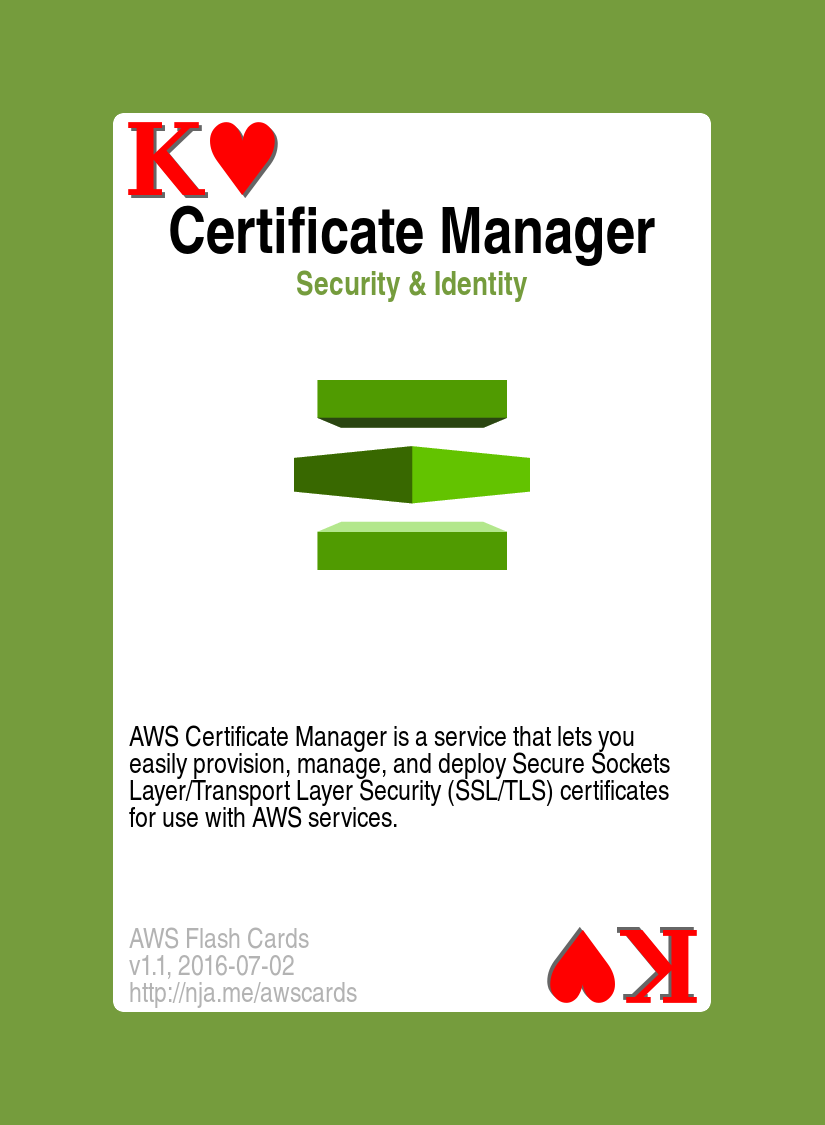 K♥
Certificate Manager
Security & Identity
AWS Certificate Manager is a service that lets you
easily provision, manage, and deploy Secure Sockets
Layer/Transport Layer Security (SSL/TLS) certificates
for use with AWS services.
AWS Flash Cards
v1.1, 2016-07-02
http://nja.me/awscards
K♥